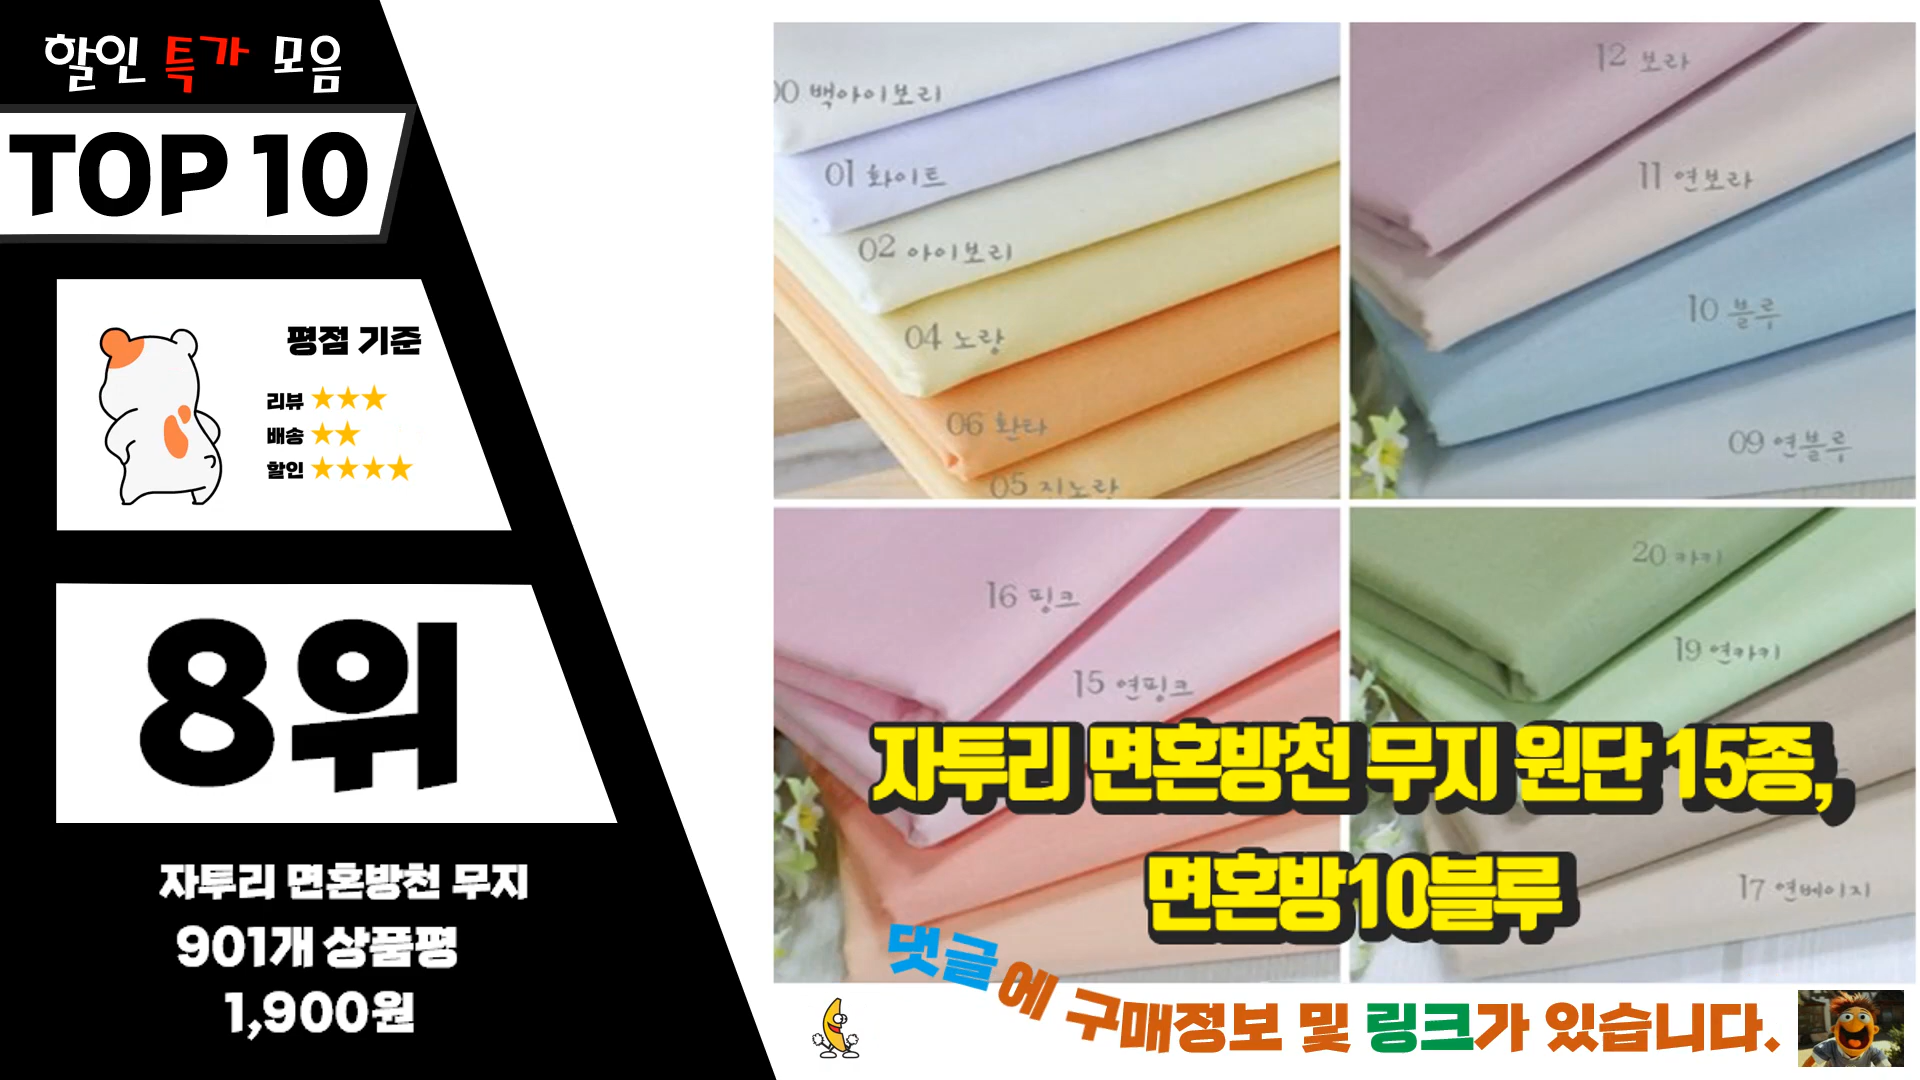 할인 특가 모음
TOP 10
평점 기준
리뷰 ★★★
배송 ★★
할인 ★★★★
8위
자투리 면혼방천 무지
901개 상품평
1,900원
00 백아이보리
01 화이트
02 아이보리
04 노랑
06 환타
05 지노랑
12 보라
11 연보라
10 블루
09 연블루
16 핑크
15 연핑크
20 카키
19 연카키
17 연베이지
자투리 면혼방천 무지 원단 15종,
면혼방10블루
댓글에 구매정보 및 링크가 있습니다.